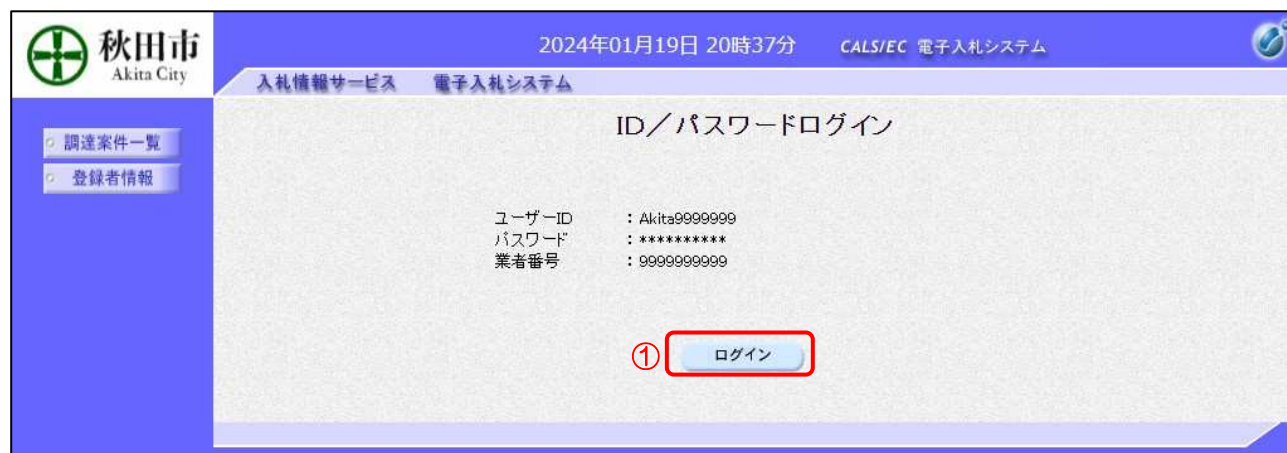 秋田市
Akita City
2024年01月19日 20時37分 CALS/EC 電子入札システム
入札情報サービス 電子入札システム
調達案件一覧
登録者情報
ID／パスワードログイン
ユーザーID ：Akita9999999
パスワード ：**********
業者番号 ：9999999999
① ログイン